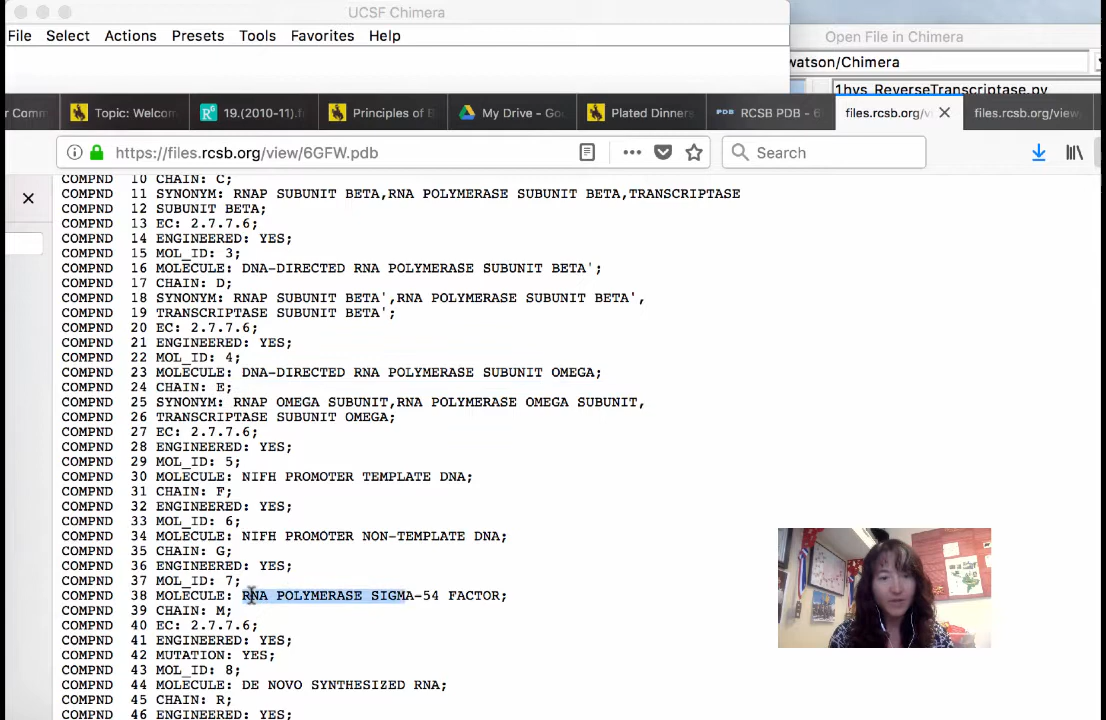 UCSF Chimera
File Select Actions Presets Tools Favorites Help
Open File in Chimera
watson/Chimera
1hvs_ReverseTranscriptase.py
r Comm
Topic: Welcom
19.(2010-11).f
Principles of B
My Drive - Goo
Plated Dinners
PDB RCSB PDB - 6
files.rcsb.org/v
files.rcsb.org/view
https://files.rcsb.org/view/6GFW.pdb
Search
COMPND 10 CHAIN: C;
COMPND 11 SYNONYM: RNAP SUBUNIT BETA,RNA POLYMERASE SUBUNIT BETA,TRANSCRIPTASE
COMPND 12 SUBUNIT BETA;
COMPND 13 EC: 2.7.7.6;
COMPND 14 ENGINEERED: YES;
COMPND 15 MOL_ID: 3;
COMPND 16 MOLECULE: DNA-DIRECTED RNA POLYMERASE SUBUNIT BETA';
COMPND 17 CHAIN: D;
COMPND 18 SYNONYM: RNAP SUBUNIT BETA',RNA POLYMERASE SUBUNIT BETA',
COMPND 19 TRANSCRIPTASE SUBUNIT BETA';
COMPND 20 EC: 2.7.7.6;
COMPND 21 ENGINEERED: YES;
COMPND 22 MOL_ID: 4;
COMPND 23 MOLECULE: DNA-DIRECTED RNA POLYMERASE SUBUNIT OMEGA;
COMPND 24 CHAIN: E;
COMPND 25 SYNONYM: RNAP OMEGA SUBUNIT,RNA POLYMERASE OMEGA SUBUNIT,
COMPND 26 TRANSCRIPTASE SUBUNIT OMEGA;
COMPND 27 EC: 2.7.7.6;
COMPND 28 ENGINEERED: YES;
COMPND 29 MOL_ID: 5;
COMPND 30 MOLECULE: NIFH PROMOTER TEMPLATE DNA;
COMPND 31 CHAIN: F;
COMPND 32 ENGINEERED: YES;
COMPND 33 MOL_ID: 6;
COMPND 34 MOLECULE: NIFH PROMOTER NON-TEMPLATE DNA;
COMPND 35 CHAIN: G;
COMPND 36 ENGINEERED: YES;
COMPND 37 MOL_ID: 7;
COMPND 38 MOLECULE: RNA POLYMERASE SIGMA-54 FACTOR;
COMPND 39 CHAIN: M;
COMPND 40 EC: 2.7.7.6;
COMPND 41 ENGINEERED: YES;
COMPND 42 MUTATION: YES;
COMPND 43 MOL_ID: 8;
COMPND 44 MOLECULE: DE NOVO SYNTHESIZED RNA;
COMPND 45 CHAIN: R;
COMPND 46 ENGINEERED: YES;